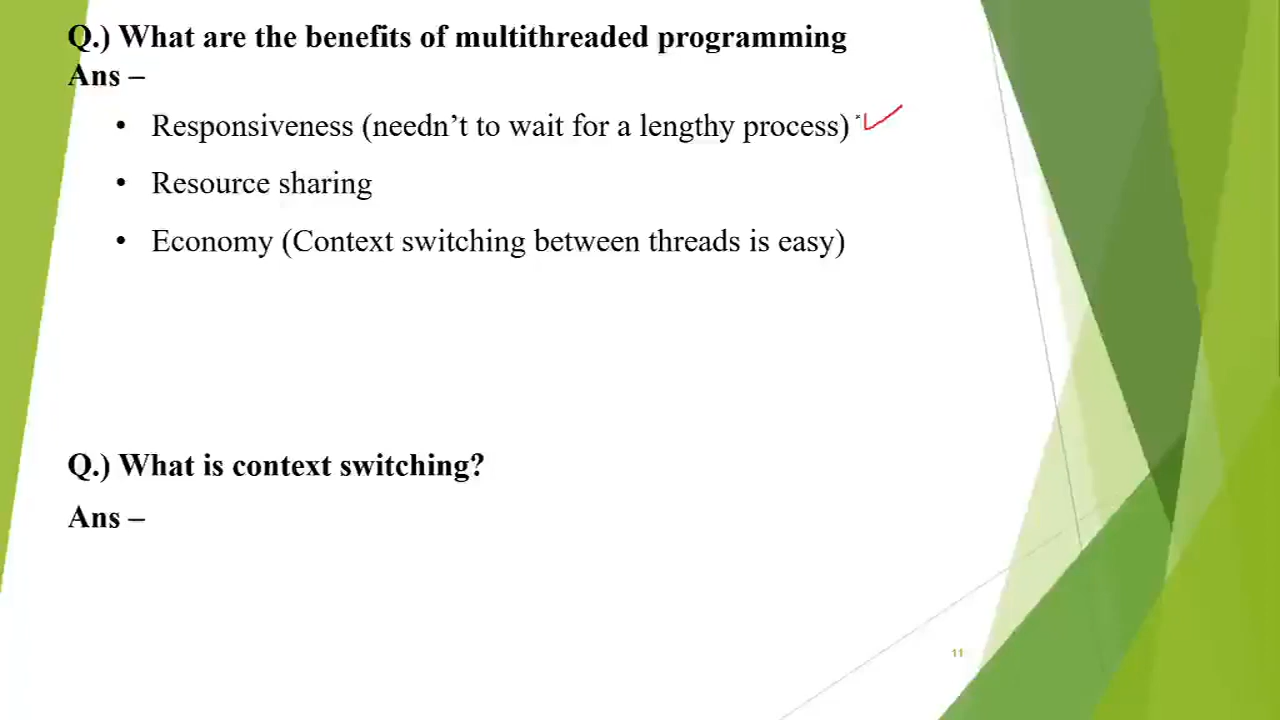 Q.) What are the benefits of multithreaded programming
Ans –
• Responsiveness (needn't to wait for a lengthy process)
• Resource sharing
• Economy (Context switching between threads is easy)
Q.) What is context switching?
Ans –
11